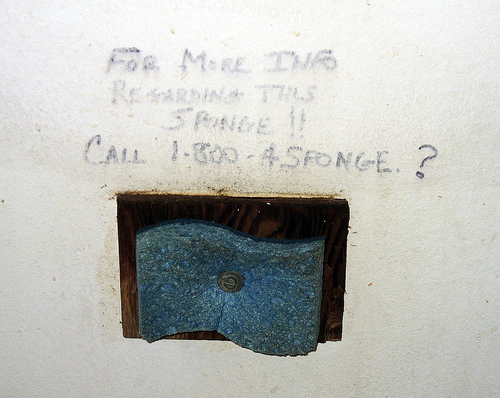 FOR MORE INFO
REGARDING THIS
SPONGE !!
CALL 1-800-4SPONGE. ?